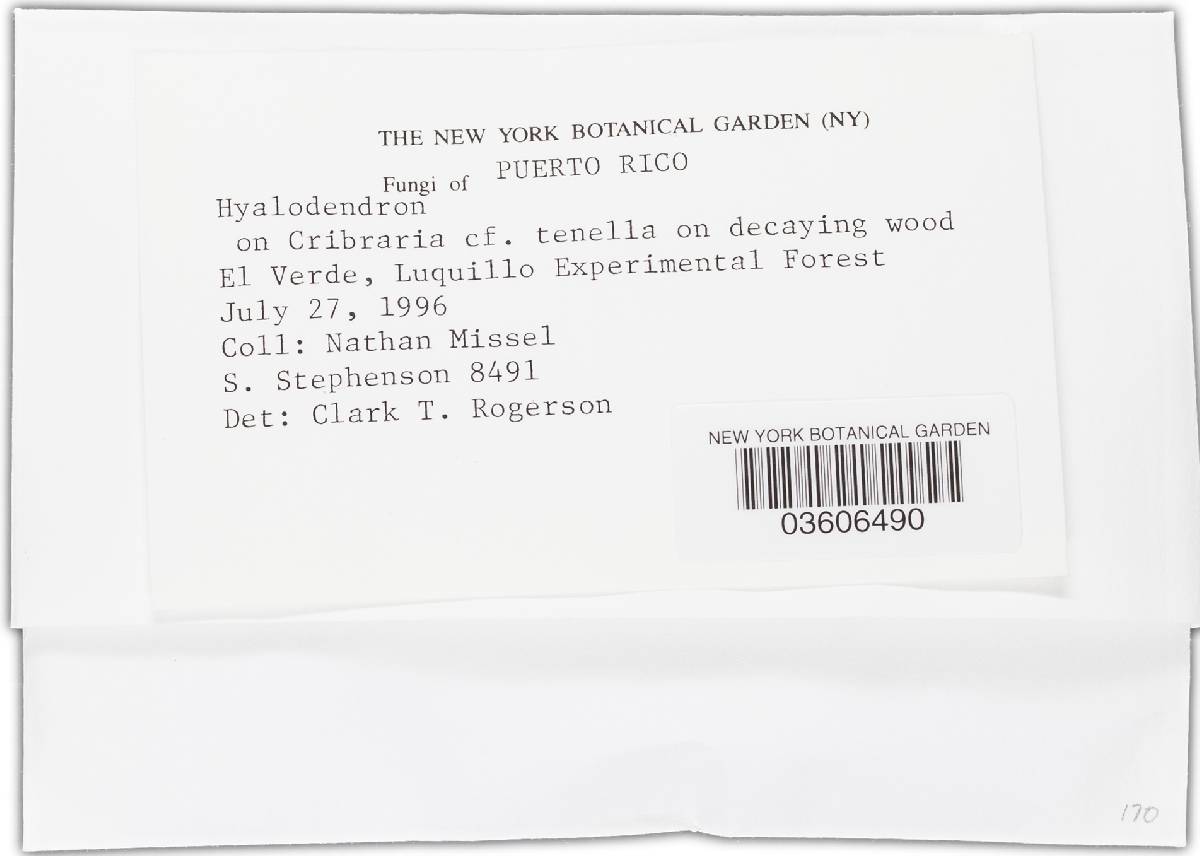 THE NEW YORK BOTANICAL GARDEN (NY)
Fungi of PUERTO RICO
Hyalodendron
on Cribraria cf. tenella on decaying wood
El Verde, Luquillo Experimental Forest
July 27, 1996
Coll: Nathan Missel
S. Stephenson 8491
Det: Clark T. Rogerson
NEW YORK BOTANICAL GARDEN
03606490
170